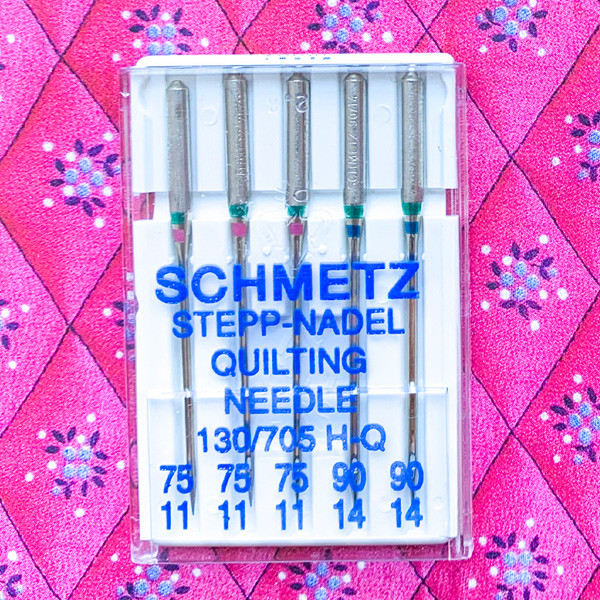 SCHMETZ
STEPP-NADEL
QUILTING
NEEDLE
130/705 H-Q
75 75 75 90 90
11 11 11 14 14